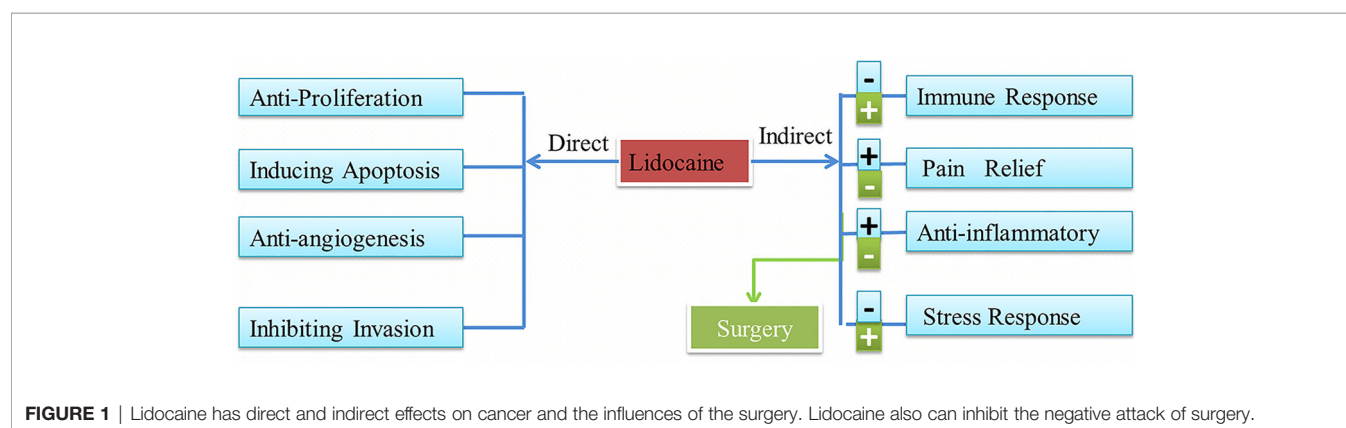 Anti-Proliferation
Inducing Apoptosis
Anti-angiogenesis
Inhibiting Invasion
Direct
Lidocaine
Indirect
Surgery
-
+
Immune Response
+
-
Pain Relief
+
-
Anti-inflammatory
-
+
Stress Response
FIGURE 1 | Lidocaine has direct and indirect effects on cancer and the influences of the surgery. Lidocaine also can inhibit the negative attack of surgery.